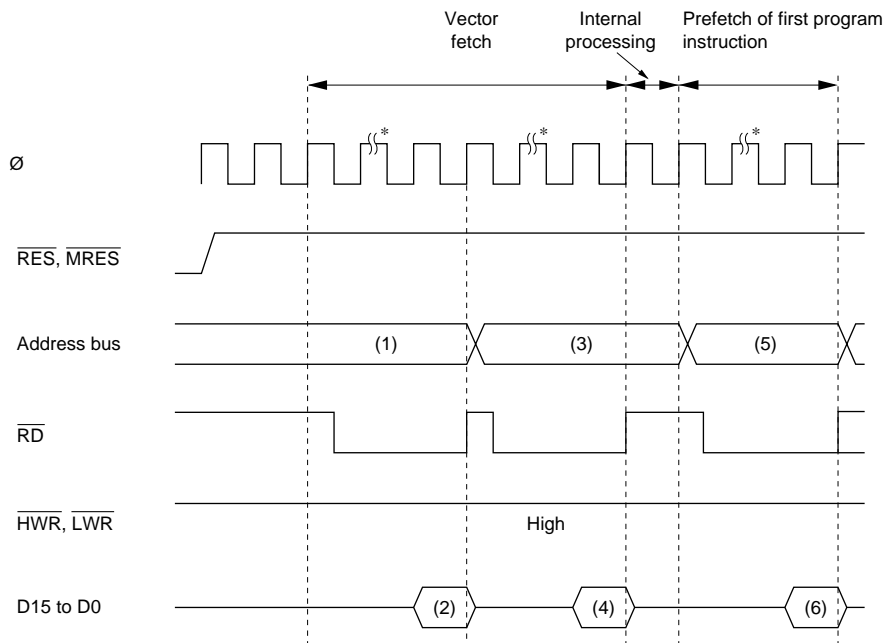 Vector
fetch
Internal
processing
Prefetch of first program
instruction
Ø
*
*
*
RES, MRES
Address bus
(1)
(3)
(5)
RD
HWR, LWR
High
D15 to D0
(2)
(4)
(6)